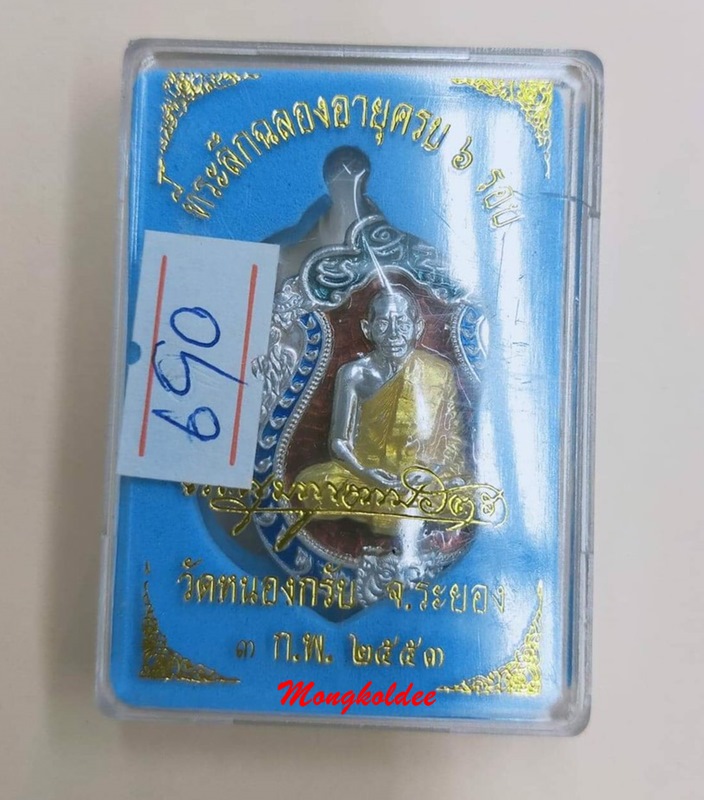 ที่ระลึกฉลองอายุครบ ๖ รอบ
690
วัดหนองกรับ จ.ระยอง
๓ ก.พ. ๒๕๕๓
Mongkoldee